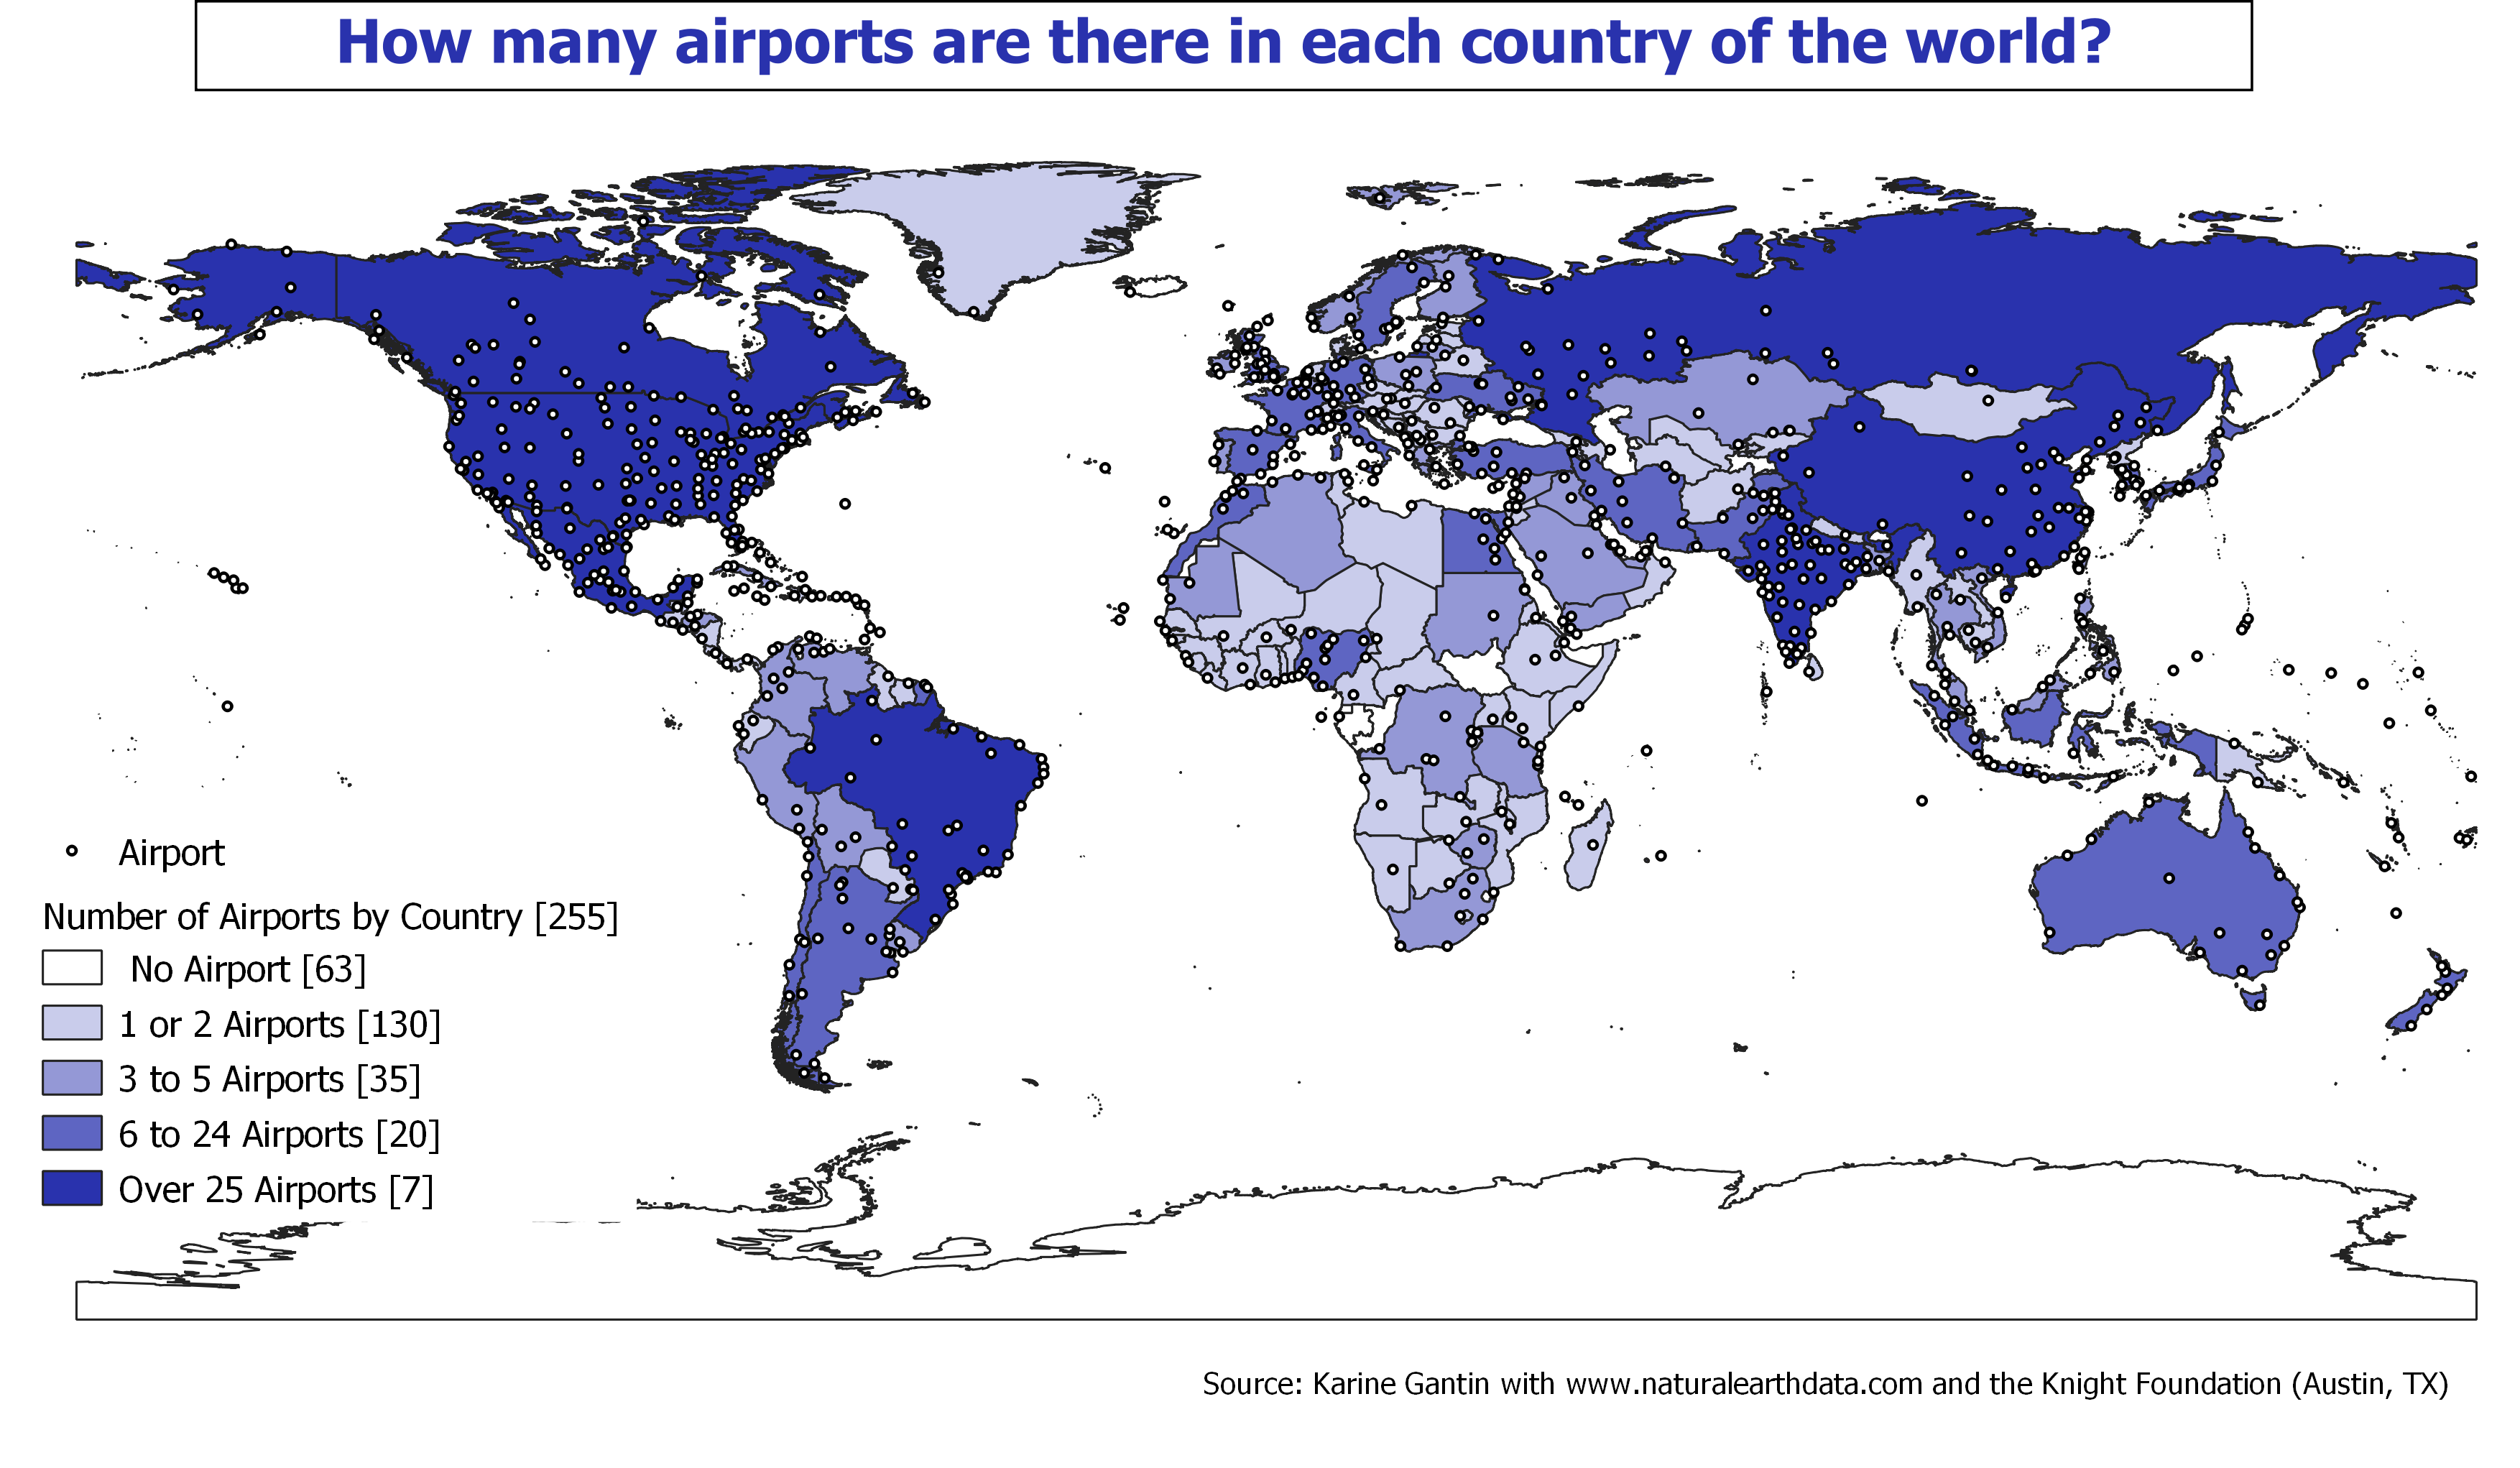 How many airports are there in each country of the world?
Airport
Number of Airports by Country [255]
No Airport [63]
1 or 2 Airports [130]
3 to 5 Airports [35]
6 to 24 Airports [20]
Over 25 Airports [7]
Source: Karine Gantin with www.naturalearthdata.com and the Knight Foundation (Austin, TX)